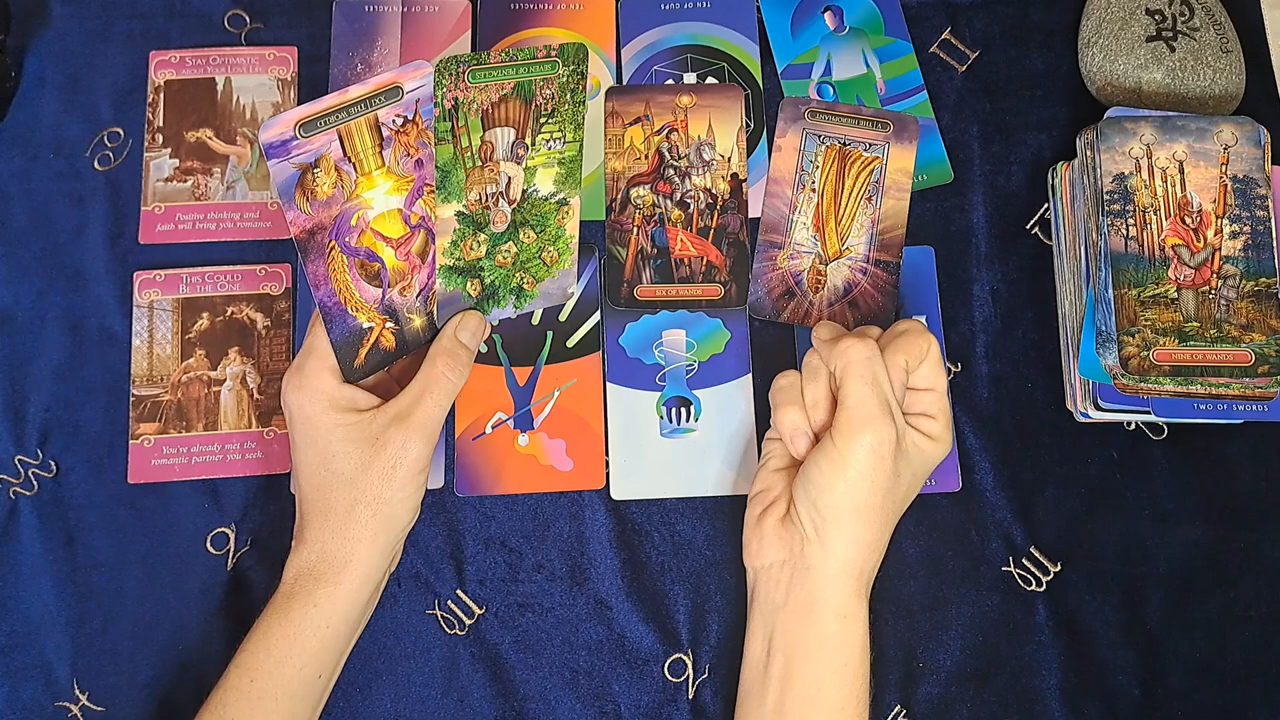 STAY OPTIMISTIC
ABOUT YOUR LOVE LIFE
Positive thinking and
faith will bring you romance.
THIS COULD
BE THE ONE
You've already met the
romantic partner you seek.
ACE OF PENTACLES
TEN OF PENTACLES
TEN OF CUPS
XXI | THE WORLD
SEVEN OF PENTACLES
SIX OF WANDS
V | THE HIEROPHANT
NINE OF WANDS
TWO OF SWORDS